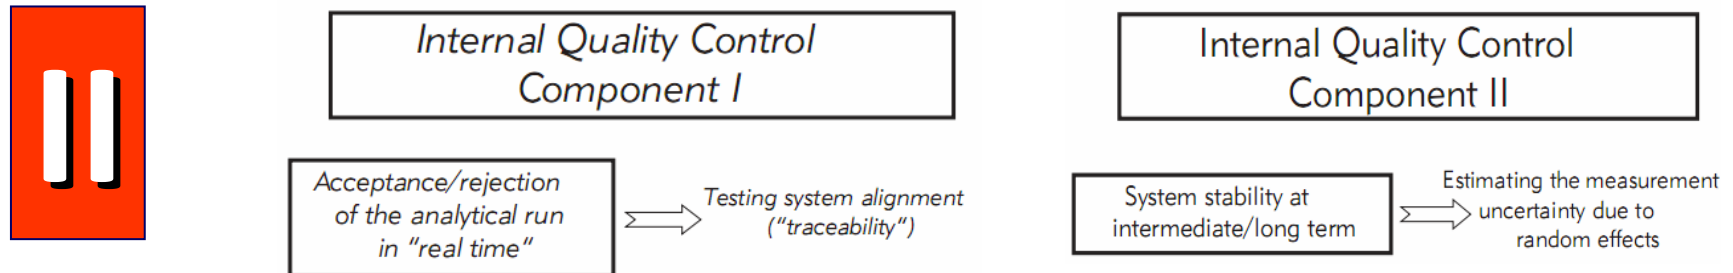 II
Internal Quality Control
Component I
Acceptance/rejection
of the analytical run
in “real time“
Testing system alignment
(“traceability“)
Internal Quality Control
Component II
System stability at
intermediate/long term
Estimating the measurement
uncertainty due to
random effects